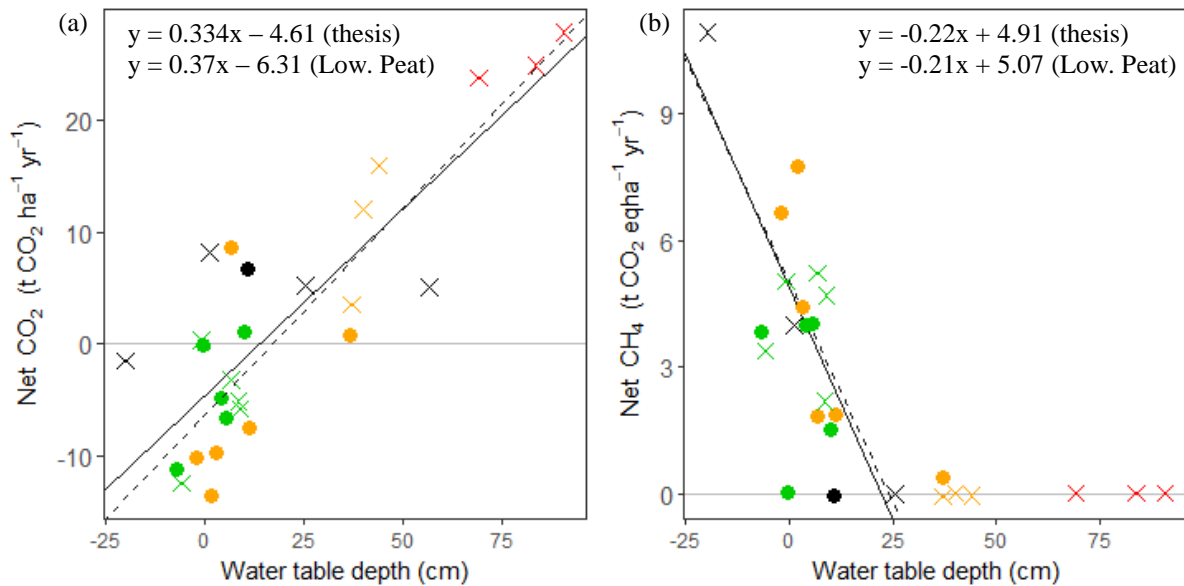 (a)
y = 0.334x – 4.61 (thesis)
y = 0.37x – 6.31 (Low. Peat)
Net CO₂ (t CO₂ ha⁻¹ yr⁻¹)
20
10
0
-10
-25
0
25
50
75
Water table depth (cm)
(b)
y = -0.22x + 4.91 (thesis)
y = -0.21x + 5.07 (Low. Peat)
Net CH₄ (t CO₂ eqha⁻¹ yr⁻¹)
9
6
3
0
-25
0
25
50
75
Water table depth (cm)